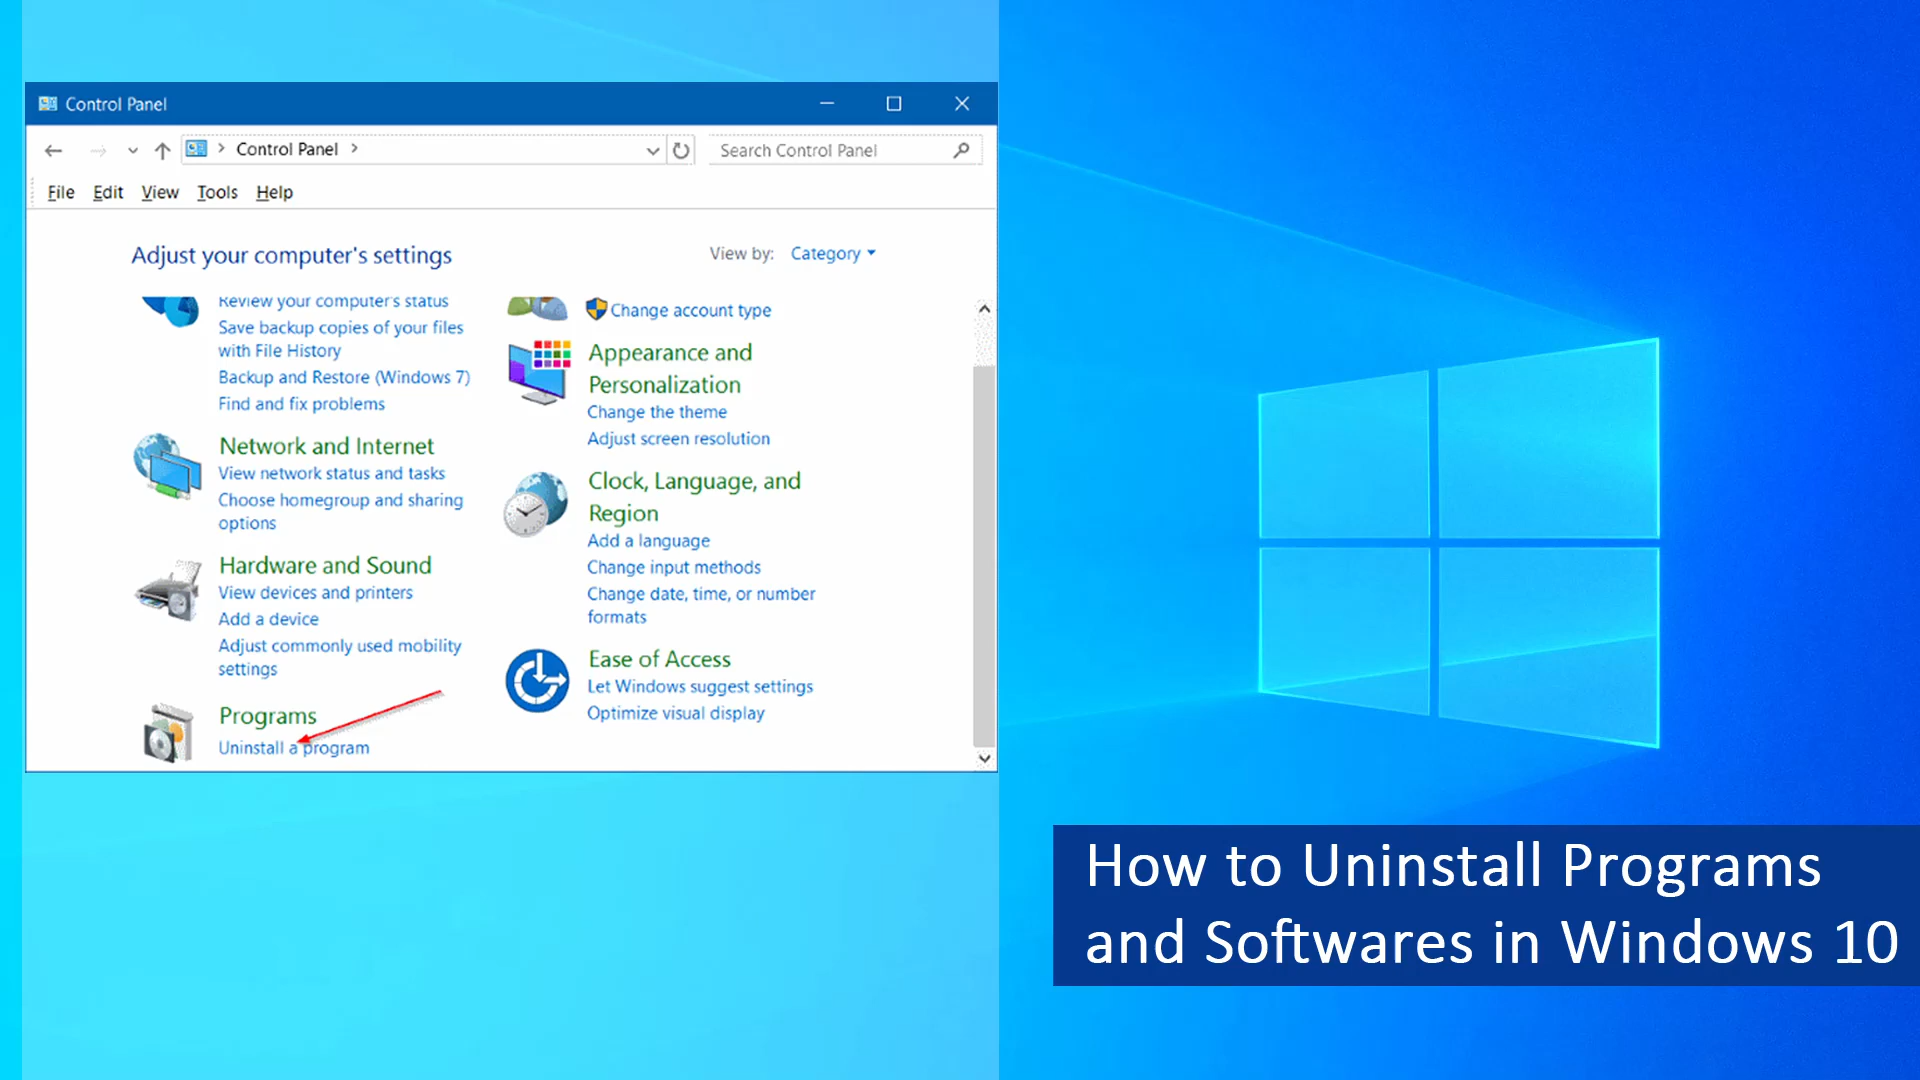 Control Panel
Control Panel
Search Control Panel
File Edit View Tools Help
Adjust your computer's settings
View by: Category
Review your computer's status
Save backup copies of your files
with File History
Backup and Restore (Windows 7)
Find and fix problems
Network and Internet
View network status and tasks
Choose homegroup and sharing
options
Hardware and Sound
View devices and printers
Add a device
Adjust commonly used mobility
settings
Programs
Uninstall a program
Change account type
Appearance and
Personalization
Change the theme
Adjust screen resolution
Clock, Language, and
Region
Add a language
Change input methods
Change date, time, or number
formats
Ease of Access
Let Windows suggest settings
Optimize visual display
How to Uninstall Programs
and Softwares in Windows 10